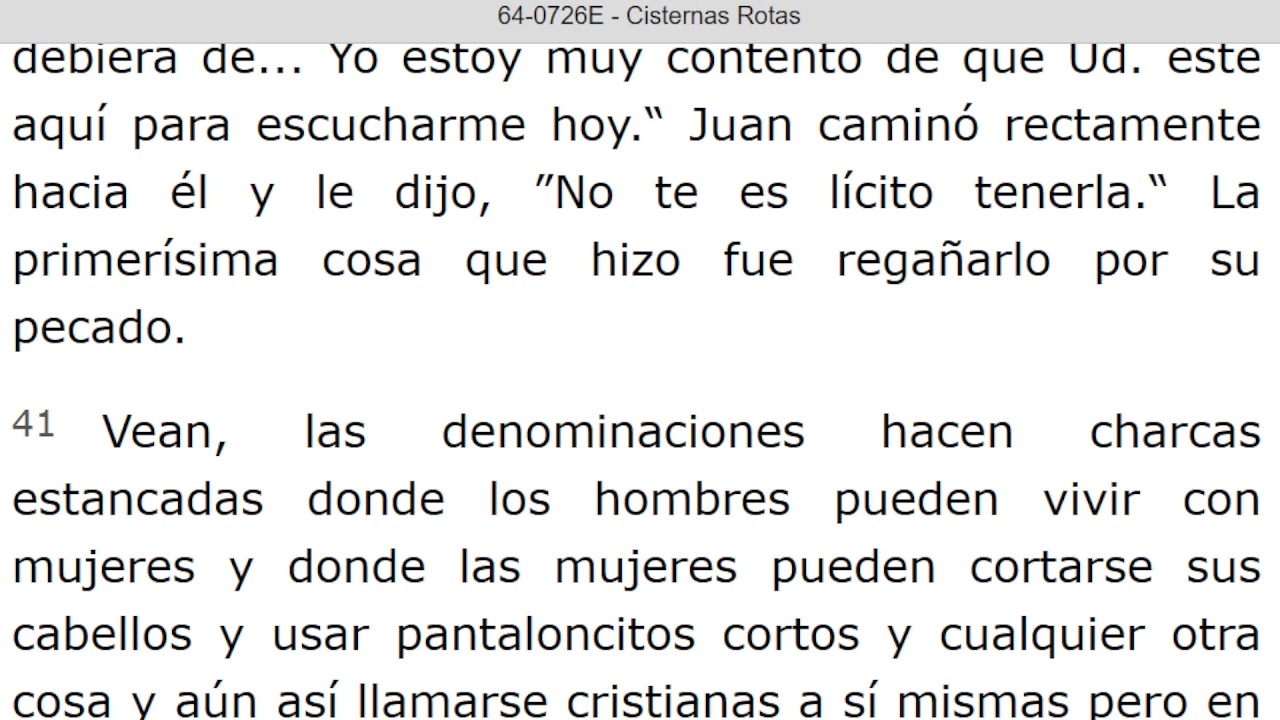 64-0726E - Cisternas Rotas
debiera de... Yo estoy muy contento de que Ud. este
aquí para escucharme hoy.“ Juan caminó rectamente
hacia él y le dijo, ”No te es lícito tenerla.“ La
primerísima cosa que hizo fue regañarlo por su
pecado.
41 Vean, las denominaciones hacen charcas
estancadas donde los hombres pueden vivir con
mujeres y donde las mujeres pueden cortarse sus
cabellos y usar pantaloncitos cortos y cualquier otra
cosa y aún así llamarse cristianas a sí mismas pero en